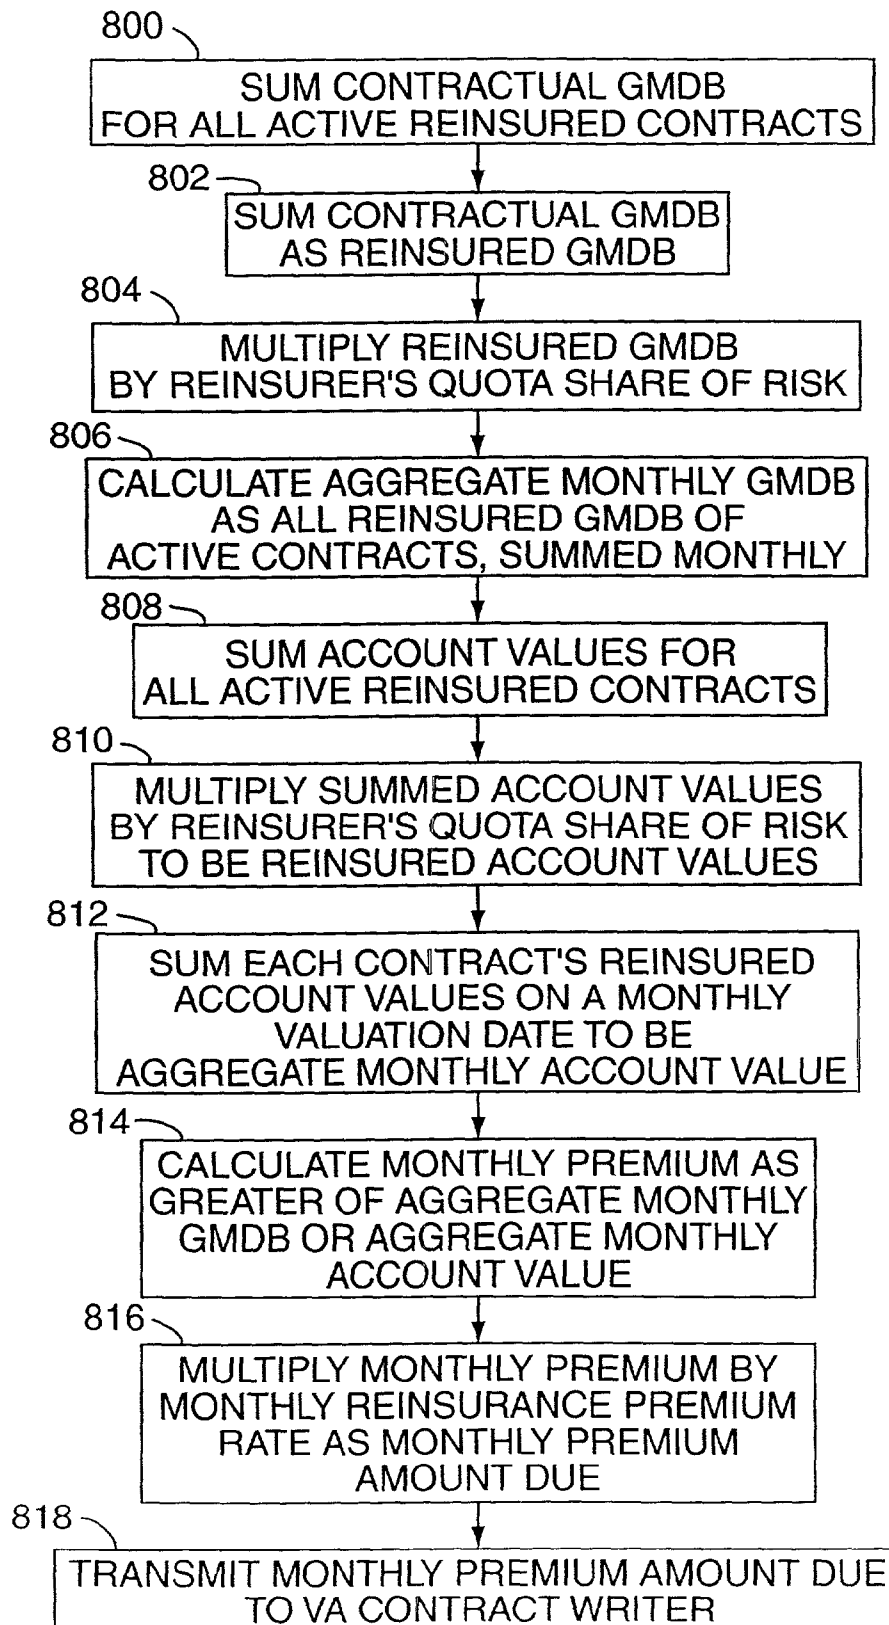 800
SUM CONTRACTUAL GMDB
FOR ALL ACTIVE REINSURED CONTRACTS
802
SUM CONTRACTUAL GMDB
AS REINSURED GMDB
804
MULTIPLY REINSURED GMDB
BY REINSURER'S QUOTA SHARE OF RISK
806
CALCULATE AGGREGATE MONTHLY GMDB
AS ALL REINSURED GMDB OF
ACTIVE CONTRACTS, SUMMED MONTHLY
808
SUM ACCOUNT VALUES FOR
ALL ACTIVE REINSURED CONTRACTS
810
MULTIPLY SUMMED ACCOUNT VALUES
BY REINSURER'S QUOTA SHARE OF RISK
TO BE REINSURED ACCOUNT VALUES
812
SUM EACH CONTRACT'S REINSURED
ACCOUNT VALUES ON A MONTHLY
VALUATION DATE TO BE
AGGREGATE MONTHLY ACCOUNT VALUE
814
CALCULATE MONTHLY PREMIUM AS
GREATER OF AGGREGATE MONTHLY
GMDB OR AGGREGATE MONTHLY
ACCOUNT VALUE
816
MULTIPLY MONTHLY PREMIUM BY
MONTHLY REINSURANCE PREMIUM
RATE AS MONTHLY PREMIUM
AMOUNT DUE
818
TRANSMIT MONTHLY PREMIUM AMOUNT DUE
TO VA CONTRACT WRITER